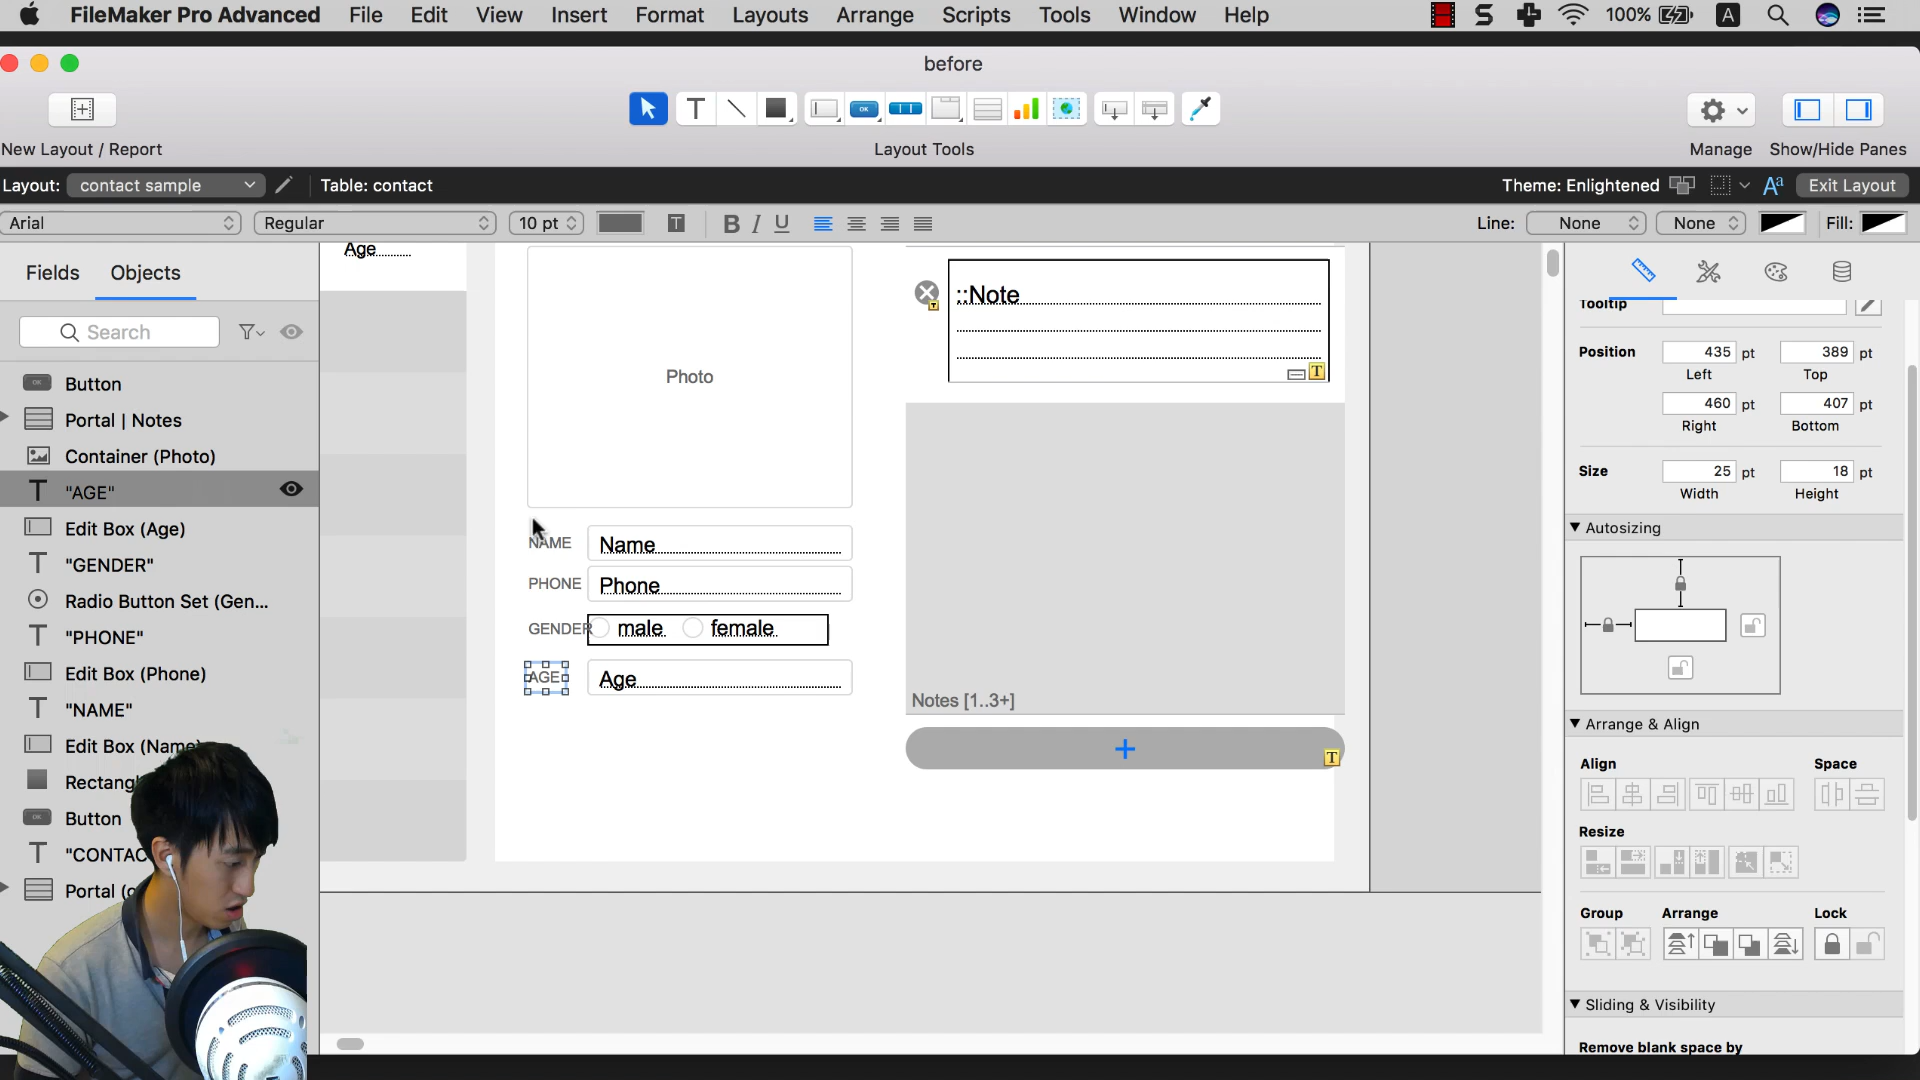 FileMaker Pro Advanced File Edit View Insert Format Layouts Arrange Scripts Tools Window Help 100% A
before
New Layout / Report
Layout Tools
Manage
Show/Hide Panes
Layout: contact sample
Table: contact
Theme: Enlightened
Exit Layout
Arial
Regular
10 pt
B I U
Line: None
None
Fill:
Fields
Objects
Search
Button
Portal | Notes
Container (Photo)
"AGE"
Edit Box (Age)
"GENDER"
Radio Button Set (Gen...
"PHONE"
Edit Box (Phone)
"NAME"
Edit Box (Name
Rectang
Button
"CONTAC
Portal (
Age
Photo
NAME
Name
PHONE
Phone
GENDER
male
female
AGE
Age
::Note
T
Notes [1..3+]
+
T
Tooltip
Position
435 pt
389 pt
Left
Top
460 pt
407 pt
Right
Bottom
Size
25 pt
18 pt
Width
Height
Autosizing
Arrange & Align
Align
Space
Resize
Group
Arrange
Lock
Sliding & Visibility
Remove blank space by